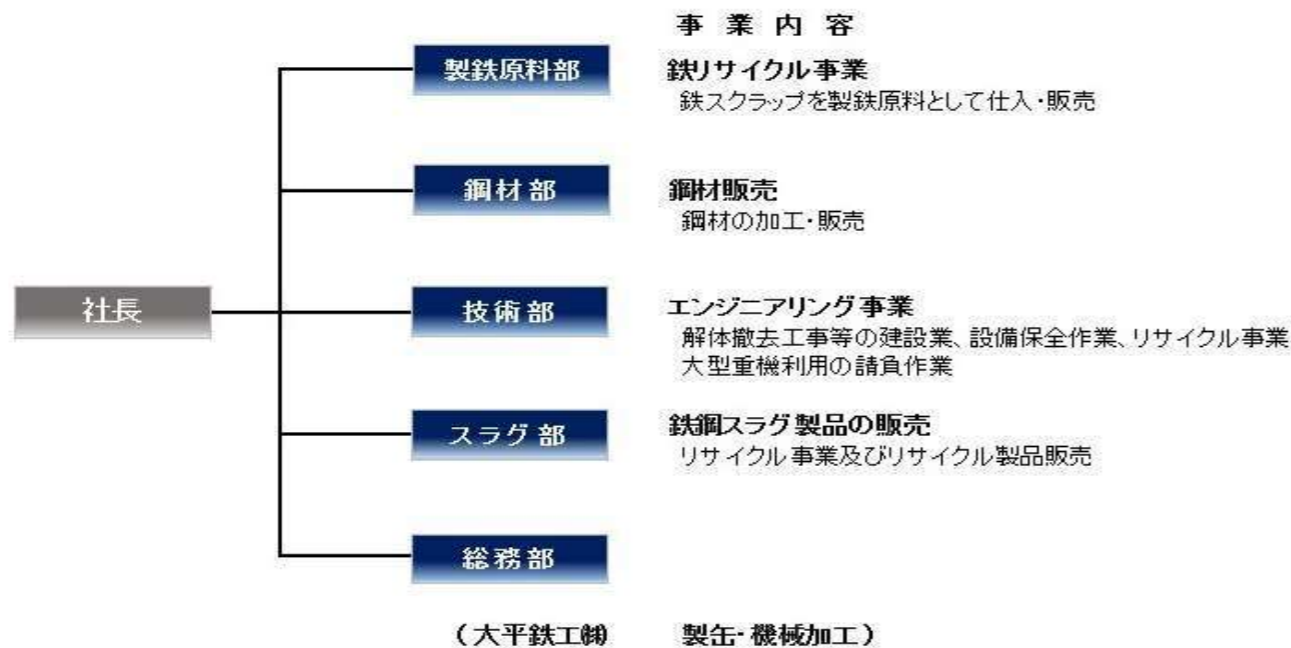 事業内容
製鉄原料部 鉄リサイクル事業
鉄スクラップを製鉄原料として仕入・販売
鋼材部 鋼材販売
鋼材の加工・販売
社長 技術部 エンジニアリング事業
解体撤去工事等の建設業、設備保全作業、リサイクル事業
大型重機利用の請負作業
スラグ部 鉄鋼スラグ製品の販売
リサイクル事業及びリサイクル製品販売
総務部
(大平鉄工㈱ 製缶・機械加工)